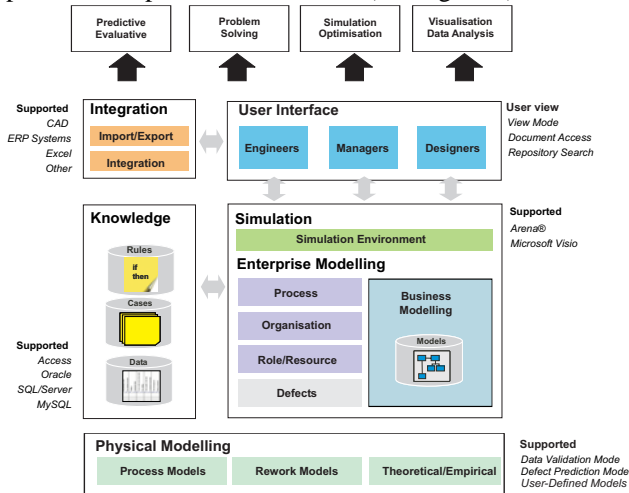 Predictive
Evaluative
Problem
Solving
Simulation
Optimisation
Visualisation
Data Analysis
Supported
CAD
ERP Systems
Excel
Other
Integration
Import/Export
Integration
User Interface
Engineers
Managers
Designers
User view
View Mode
Document Access
Repository Search
Knowledge
Rules
if
then
Cases
Data
Supported
Access
Oracle
SQL/Server
MySQL
Simulation
Simulation Environment
Enterprise Modelling
Process
Organisation
Role/Resource
Defects
Business
Modelling
Models
Supported
Arena®
Microsoft Visio
Physical Modelling
Process Models
Rework Models
Theoretical/Empirical
Supported
Data Validation Mode
Defect Prediction Mode
User-Defined Models